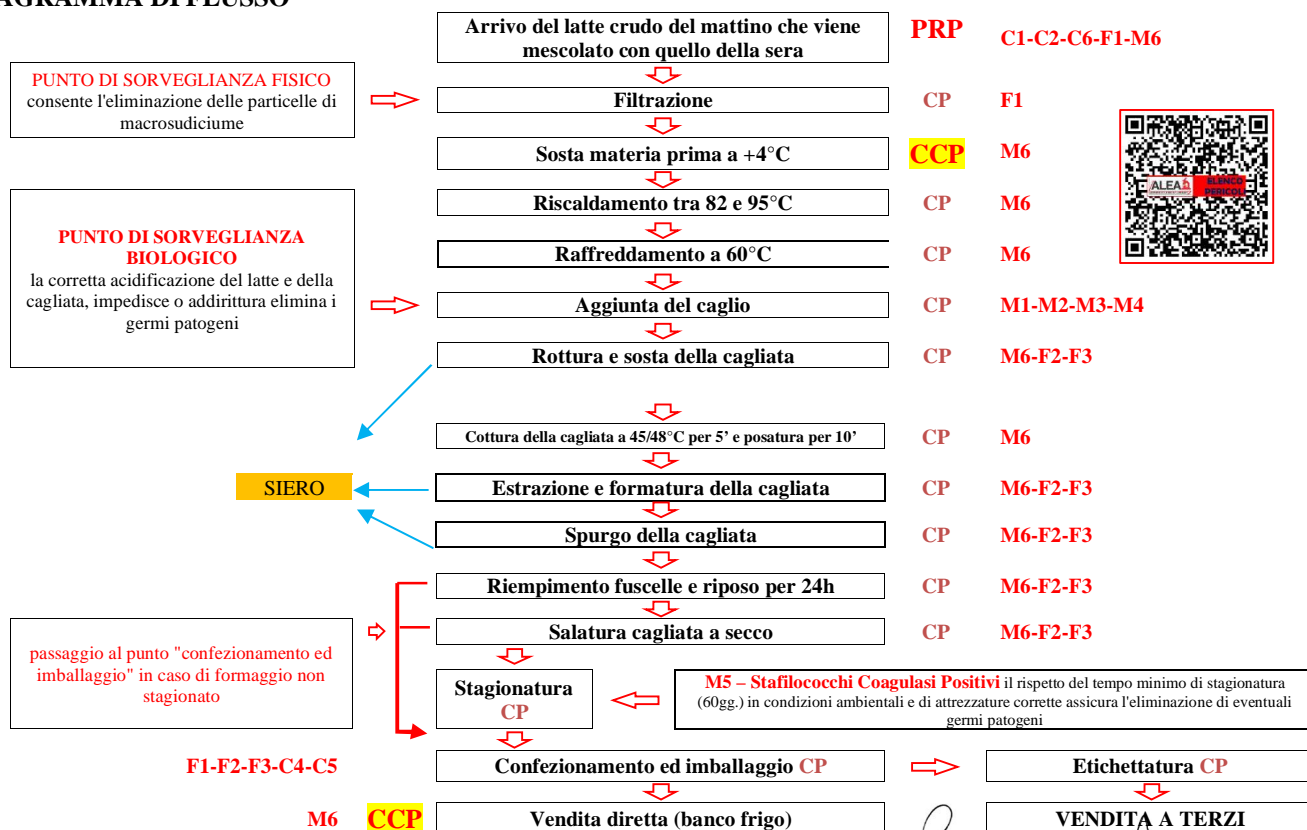 AGRAMMA DI FLUSSO
Arrivo del latte crudo del mattino che viene
mescolato con quello della sera
PRP
C1-C2-C6-F1-M6
PUNTO DI SORVEGLIANZA FISICO
consente l'eliminazione delle particelle di
macrosudiciume
Filtrazione
CP
F1
Sosta materia prima a +4°C
CCP
M6
ALEA
ELENCO
PERICOLI
Riscaldamento tra 82 e 95°C
CP
M6
PUNTO DI SORVEGLIANZA
BIOLOGICO
la corretta acidificazione del latte e della
cagliata, impedisce o addirittura elimina i
germi patogeni
Raffreddamento a 60°C
CP
M6
Aggiunta del caglio
CP
M1-M2-M3-M4
Rottura e sosta della cagliata
CP
M6-F2-F3
Cottura della cagliata a 45/48°C per 5’ e posatura per 10’
CP
M6
SIERO
Estrazione e formatura della cagliata
CP
M6-F2-F3
Spurgo della cagliata
CP
M6-F2-F3
Riempimento fuscelle e riposo per 24h
CP
M6-F2-F3
Salatura cagliata a secco
CP
M6-F2-F3
passaggio al punto "confezionamento ed
imballaggio" in caso di formaggio non
stagionato
Stagionatura
CP
M5 – Stafilococchi Coagulasi Positivi il rispetto del tempo minimo di stagionatura
(60gg.) in condizioni ambientali e di attrezzature corrette assicura l'eliminazione di eventuali
germi patogeni
F1-F2-F3-C4-C5
Confezionamento ed imballaggio CP
Etichettatura CP
M6
CCP
Vendita diretta (banco frigo)
VENDITA A TERZI